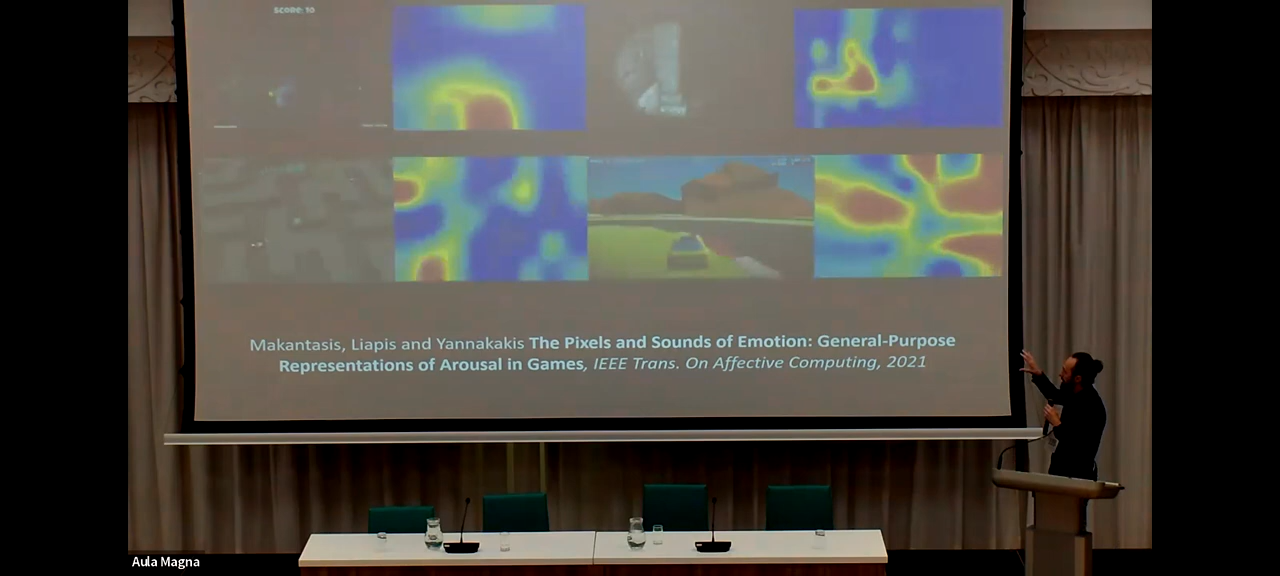 SCORE: 10
Makantasis, Liapis and Yannakakis The Pixels and Sounds of Emotion: General-Purpose
Representations of Arousal in Games, IEEE Trans. On Affective Computing, 2021
Aula Magna